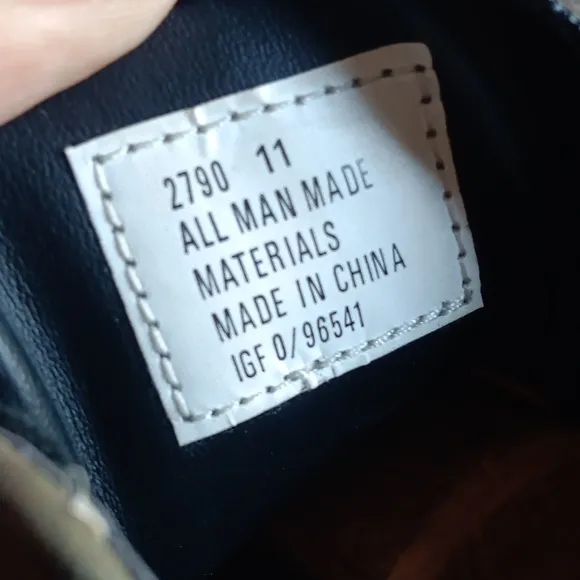 2790 11
ALL MAN MADE
MATERIALS
MADE IN CHINA
IGF 0/96541